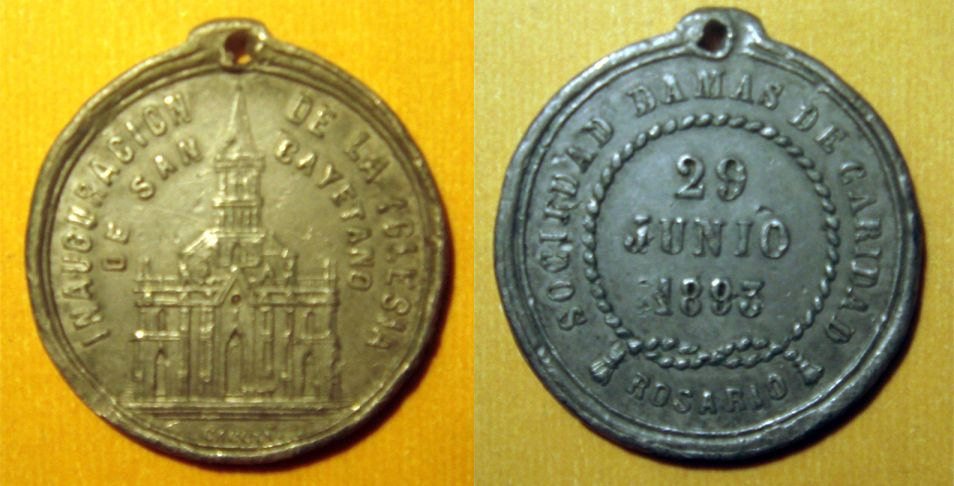 INAUGURACION DE LA IGLESIA
DE SAN CAYETANO
SOCIEDAD DAMAS DE CARIDAD
29
JUNIO
1893
ROSARIO